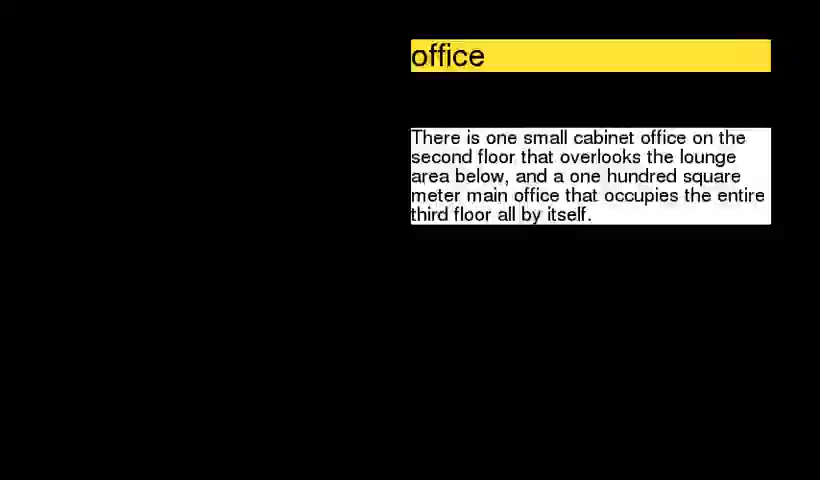 office
There is one small cabinet office on the
second floor that overlooks the lounge
area below, and a one hundred square
meter main office that occupies the entire
third floor all by itself.